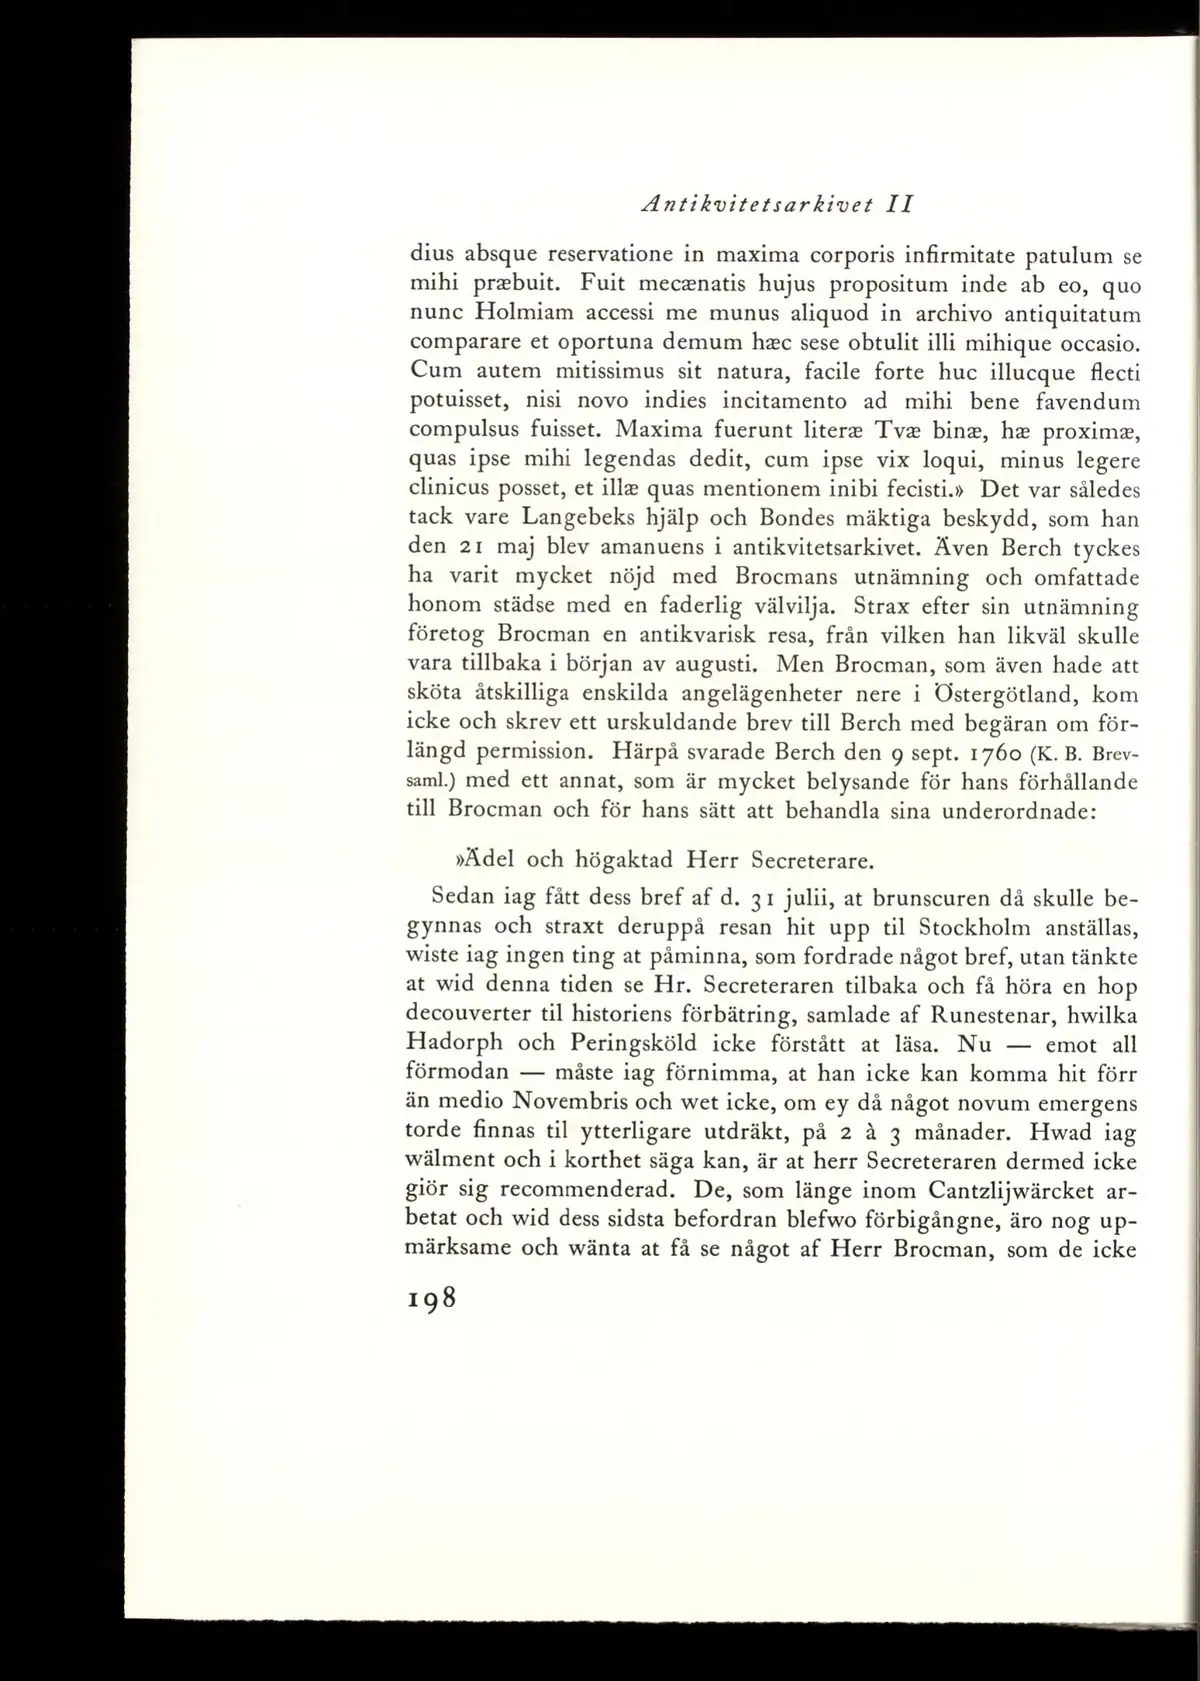 Antikvitetsarkivet II
dius absque reservatione in maxima corporis infirmitate patulum se
mihi præbuit. Fuit mecænatis hujus propositum inde ab eo, quo
nunc Holmiam accessi me munus aliquod in archivo antiquitatum
comparare et oportuna demum hæc sese obtulit illi mihique occasio.
Cum autem mitissimus sit natura, facile forte huc illucque flecti
potuisset, nisi novo indies incitamento ad mihi bene favendum
compulsus fuisset. Maxima fuerunt literæ Tvæ binæ, hæ proximæ,
quas ipse mihi legendas dedit, cum ipse vix loqui, minus legere
clinicus posset, et illæ quas mentionem inibi fecisti.» Det var således
tack vare Langebeks hjälp och Bondes mäktiga beskydd, som han
den 21 maj blev amanuens i antikvitetsarkivet. Även Berch tyckes
ha varit mycket nöjd med Brocmans utnämning och omfattade
honom städse med en faderlig välvilja. Strax efter sin utnämning
företog Brocman en antikvarisk resa, från vilken han likväl skulle
vara tillbaka i början av augusti. Men Brocman, som även hade att
sköta åtskilliga enskilda angelägenheter nere i Östergötland, kom
icke och skrev ett urskuldande brev till Berch med begäran om för-
längd permission. Härpå svarade Berch den 9 sept. 1760 (K. B. Brev-
saml.) med ett annat, som är mycket belysande för hans förhållande
till Brocman och för hans sätt att behandla sina underordnade:
»Ädel och högaktad Herr Secreterare.
Sedan iag fått dess bref af d. 31 julii, at brunscuren då skulle be-
gynnas och straxt deruppå resan hit upp til Stockholm anställas,
wiste iag ingen ting at påminna, som fordrade något bref, utan tänkte
at wid denna tiden se Hr. Secreteraren tilbaka och få höra en hop
decouverter til historiens förbätring, samlade af Runestenar, hwilka
Hadorph och Peringsköld icke förstått at läsa. Nu — emot all
förmodan — måste iag förnimma, at han icke kan komma hit förr
än medio Novembris och wet icke, om ey då något novum emergens
torde finnas til ytterligare utdräkt, på 2 à 3 månader. Hwad iag
wälment och i korthet säga kan, är at herr Secreteraren dermed icke
giör sig recommenderad. De, som länge inom Cantzlijwärcket ar-
betat och wid dess sidsta befordran blefwo förbigångne, äro nog up-
märksame och wänta at få se något af Herr Brocman, som de icke
198